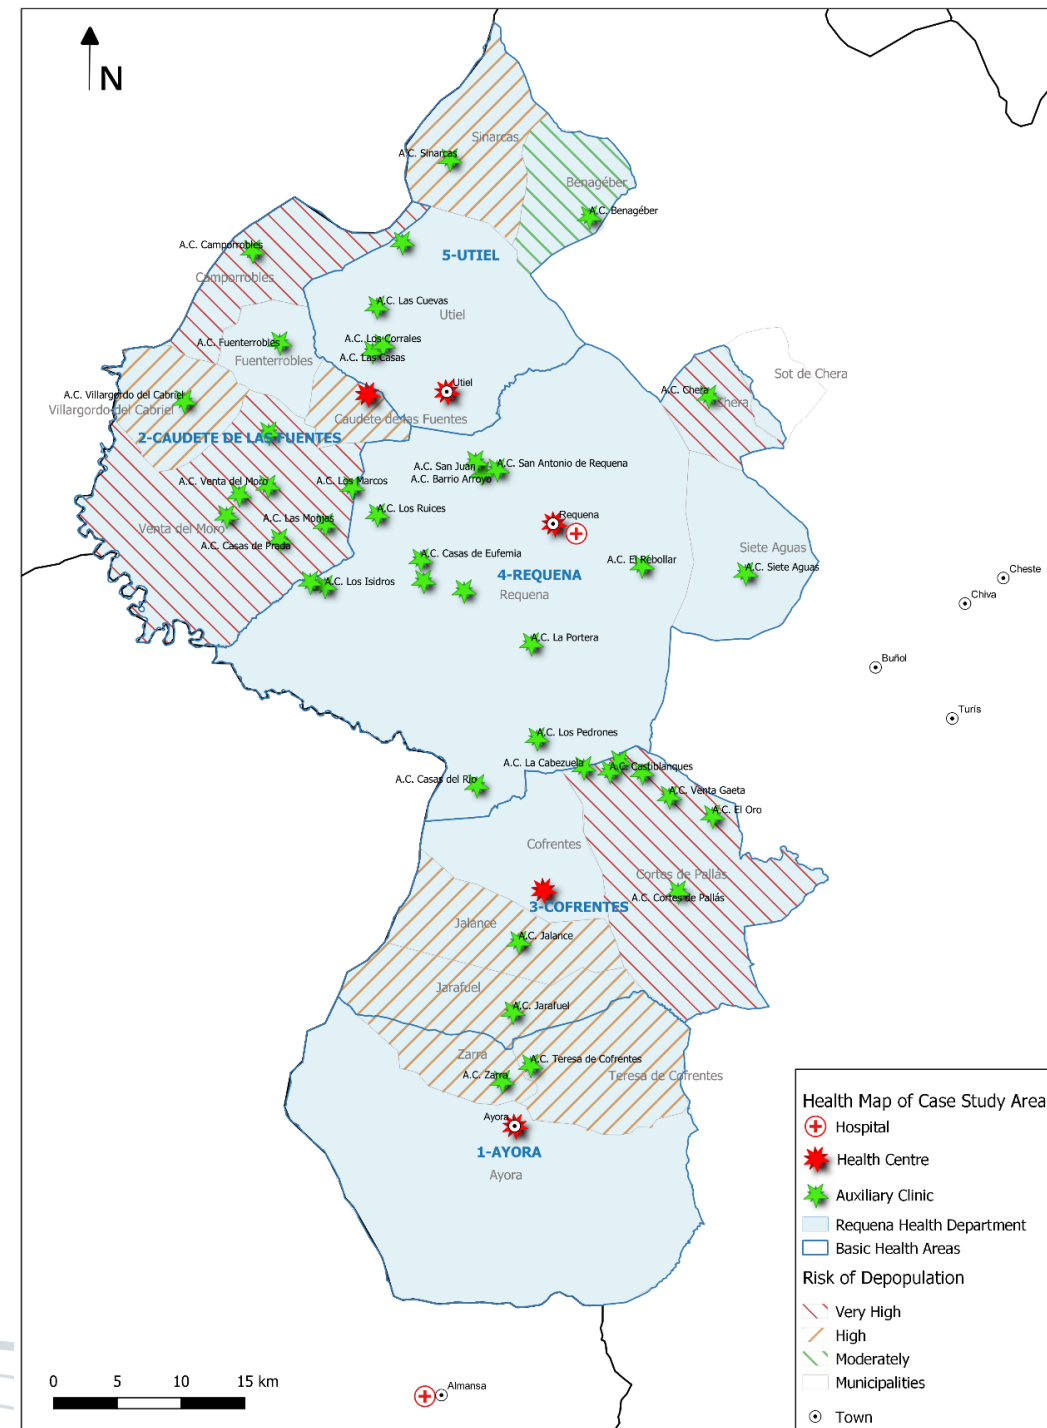 N
Sinarcas
A.C. Sinarcas
Benagéber
A.C. Benagéber
A.C. Camporrobles
Camporrobles
5-UTIEL
A.C. Las Cuevas
Utiel
A.C. Los Corrales
A.C. Las Casas
A.C. Fuenterrobles
Fuenterrobles
Sot de Chera
A.C. Chera
Chera
Utiel
A.C. Villargordo del Cabriel
Villargordo del Cabriel
Caudete de las Fuentes
2-CAUDETE DE LAS FUENTES
A.C. San Juan
A.C. San Antonio de Requena
A.C. Barrio Arroyo
A.C. Venta del Moro
A.C. Los Marcos
A.C. Los Ruices
Requena
A.C. Las Monjas
Venta del Moro
A.C. Casas de Prada
A.C. Casas de Eufemia
A.C. El Rebollar
Siete Aguas
A.C. Siete Aguas
4-REQUENA
Requena
A.C. Los Isidros
Cheste
Chiva
A.C. La Portera
Buñol
Turís
A.C. Los Pedrones
A.C. La Cabezuela
A.C. Castiblanques
A.C. Casas del Río
A.C. Venta Gaeta
A.C. El Oro
Cofrentes
Cortes de Pallás
A.C. Cortes de Pallás
3-COFRENTES
Jalance
A.C. Jalance
Jarafuel
A.C. Jarafuel
Zarra
A.C. Teresa de Cofrentes
A.C. Zarra
Teresa de Cofrentes
Ayora
1-AYORA
Ayora
Health Map of Case Study Area
Hospital
Health Centre
Auxiliary Clinic
Requena Health Department
Basic Health Areas
Risk of Depopulation
Very High
High
Moderately
Municipalities
Town
0 5 10 15 km
Almansa